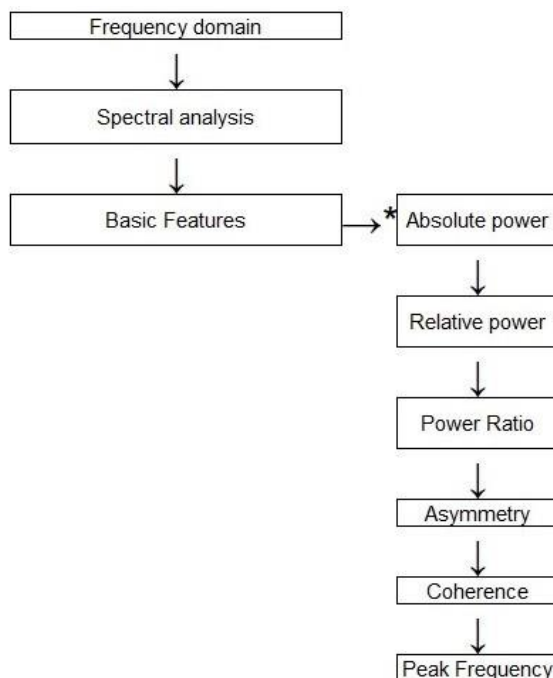 Frequency domain
Spectral analysis
Basic Features
* Absolute power
Relative power
Power Ratio
Asymmetry
Coherence
Peak Frequency